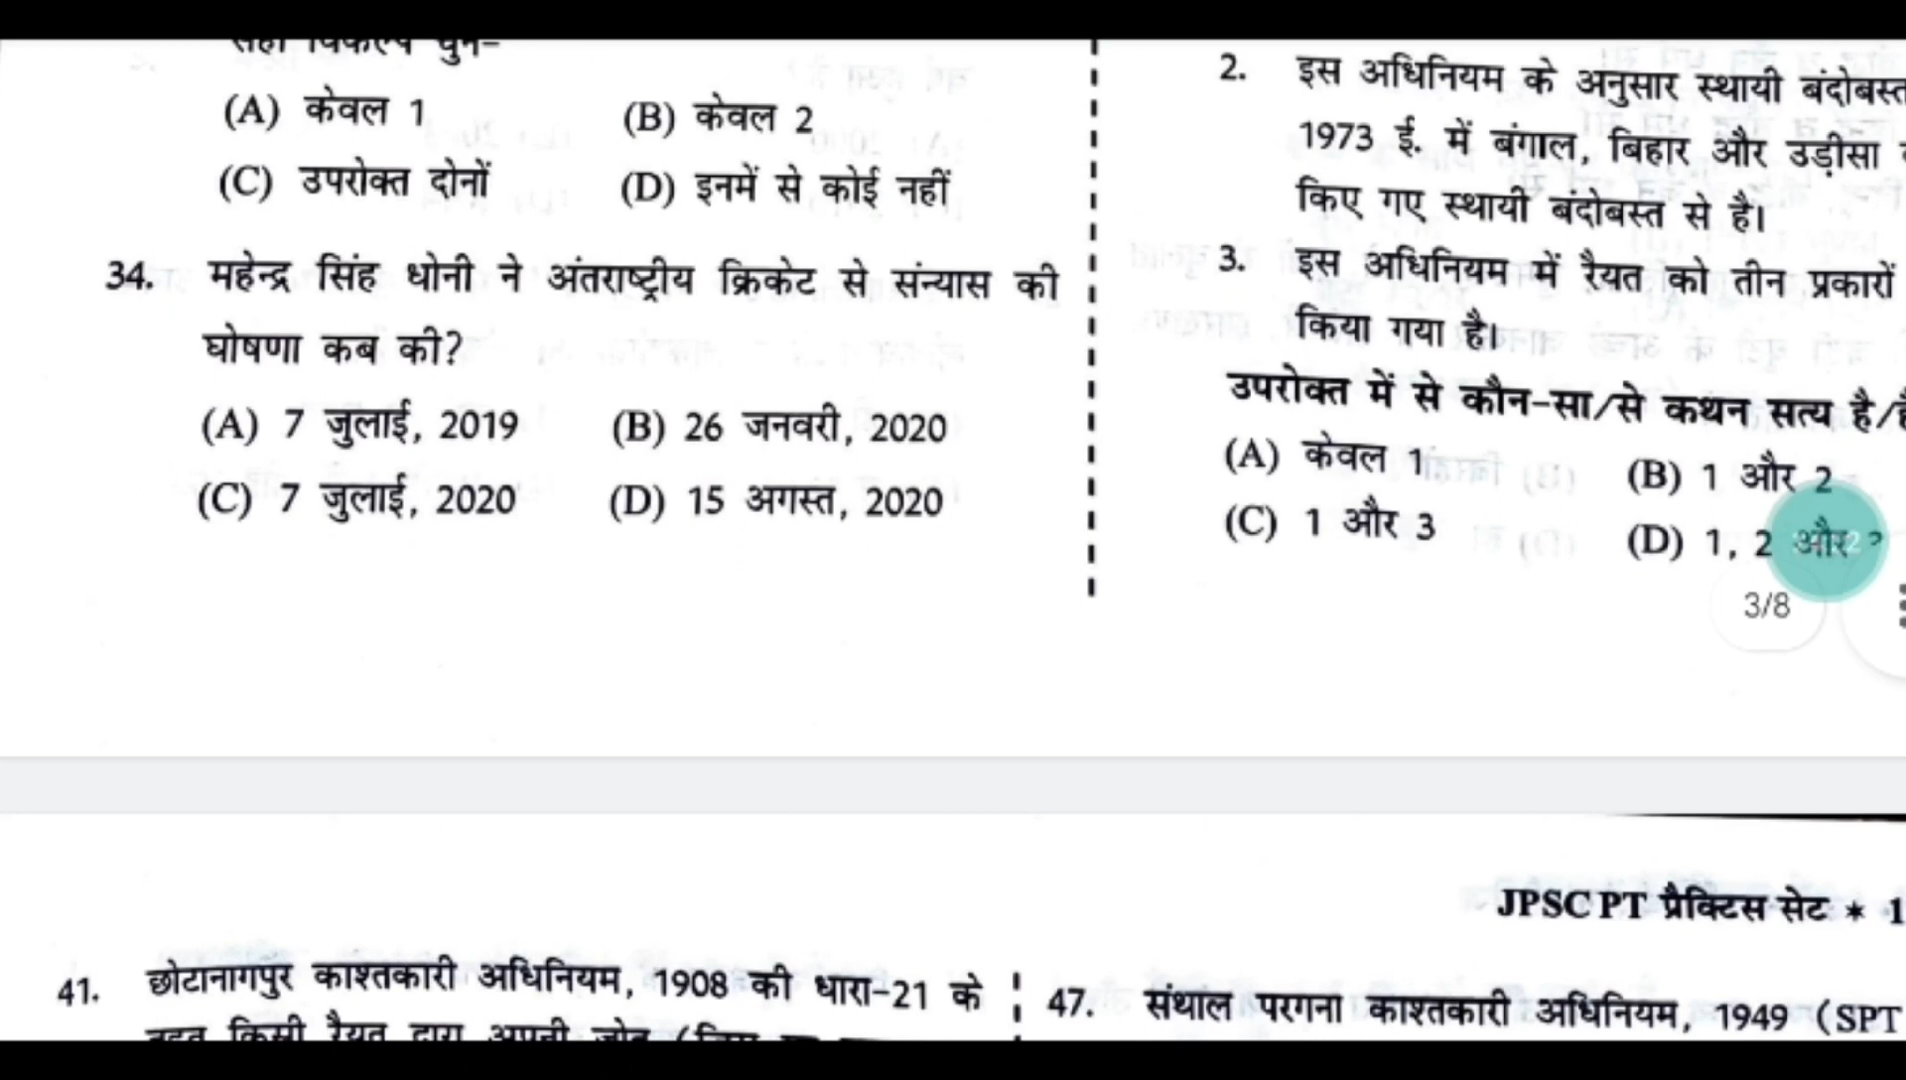 (A) केवल 1 (B) केवल 2
(C) उपरोक्त दोनों (D) इनमें से कोई नहीं
34. महेन्द्र सिंह धोनी ने अंतराष्ट्रीय क्रिकेट से संन्यास की
घोषणा कब की?
(A) 7 जुलाई, 2019 (B) 26 जनवरी, 2020
(C) 7 जुलाई, 2020 (D) 15 अगस्त, 2020
2. इस अधिनियम के अनुसार स्थायी बंदोबस्त
1973 ई. में बंगाल, बिहार और उड़ीसा
किए गए स्थायी बंदोबस्त से है।
3. इस अधिनियम में रैयत को तीन प्रकारों
किया गया है।
उपरोक्त में से कौन-सा/से कथन सत्य है/
(A) केवल 1 (B) 1 और 2
(C) 1 और 3 (D) 1, 2 और
3/8
JPSC PT प्रैक्टिस सेट * 1
41. छोटानागपुर काश्तकारी अधिनियम, 1908 की धारा-21 के
47. संथाल परगना काश्तकारी अधिनियम, 1949 (SPT